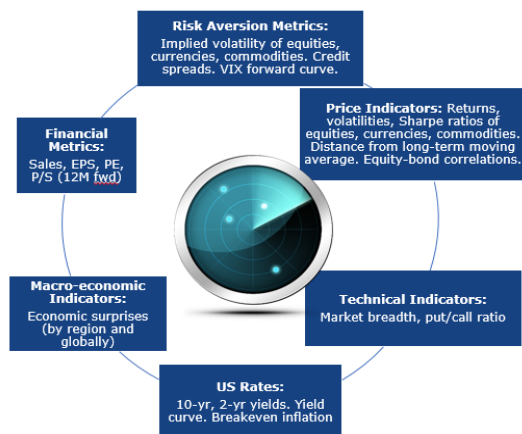 Risk Aversion Metrics:
Implied volatility of equities,
currencies, commodities. Credit
spreads. VIX forward curve.
Price Indicators: Returns,
volatilities, Sharpe ratios of
equities, currencies, commodities.
Distance from long-term moving
average. Equity-bond correlations.
Technical Indicators:
Market breadth, put/call ratio
US Rates:
10-yr, 2-yr yields. Yield
curve. Breakeven inflation
Macro-economic
Indicators:
Economic surprises
(by region and
globally)
Financial
Metrics:
Sales, EPS, PE,
P/S (12M fwd)